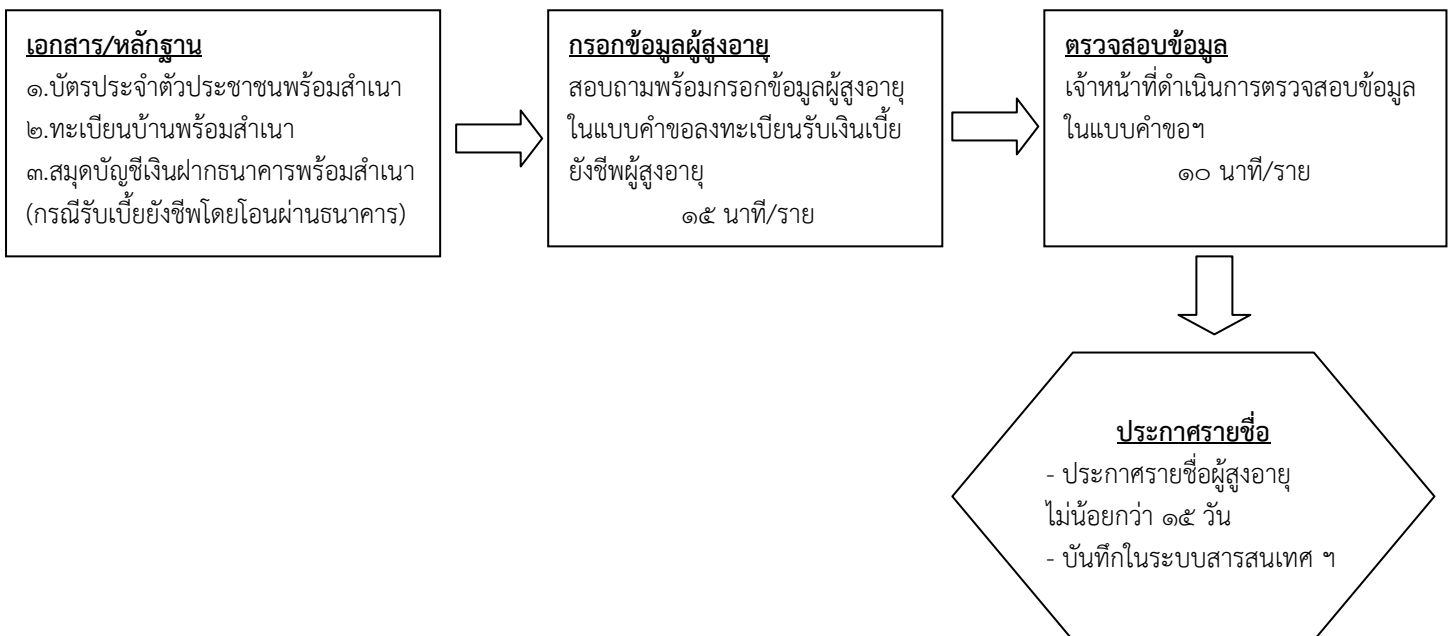 เอกสาร/หลักฐาน
๑.บัตรประจำตัวประชาชนพร้อมสำเนา
๒.ทะเบียนบ้านพร้อมสำเนา
๓.สมุดบัญชีเงินฝากธนาคารพร้อมสำเนา
(กรณีรับเบี้ยยังชีพโดยโอนผ่านธนาคาร)
กรอกข้อมูลผู้สูงอายุ
สอบถามพร้อมกรอกข้อมูลผู้สูงอายุ
ในแบบคำขอลงทะเบียนรับเงินเบี้ย
ยังชีพผู้สูงอายุ
๑๕ นาที/ราย
ตรวจสอบข้อมูล
เจ้าหน้าที่ดำเนินการตรวจสอบข้อมูล
ในแบบคำขอฯ
๑๐ นาที/ราย
ประกาศรายชื่อ
- ประกาศรายชื่อผู้สูงอายุ
ไม่น้อยกว่า ๑๕ วัน
- บันทึกในระบบสารสนเทศ ฯ